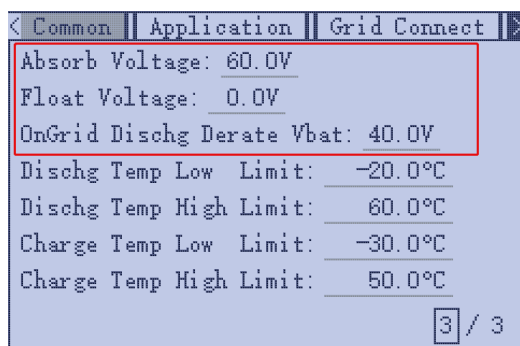 < Common Application Grid Connect >
Absorb Voltage: 60.0V
Float Voltage: 0.0V
OnGrid Dischg Derate Vbat: 40.0V
Dischg Temp Low Limit: -20.0°C
Dischg Temp High Limit: 60.0°C
Charge Temp Low Limit: -30.0°C
Charge Temp High Limit: 50.0°C
3 / 3